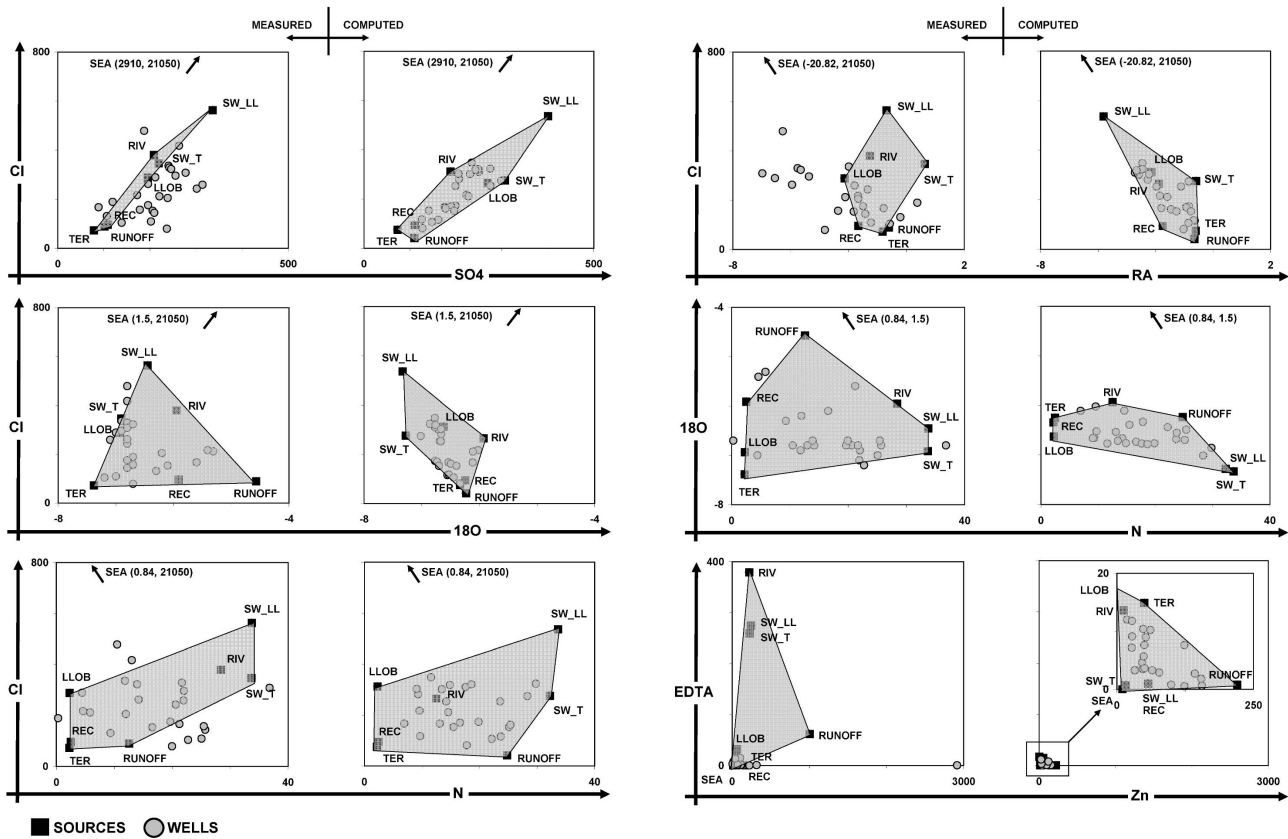 MEASURED COMPUTED
MEASURED COMPUTED
800
SEA (2910, 21050)
SW_LL
RIV
SW_T
LLOB
REC
TER
RUNOFF
0
0
500
Cl
SEA (2910, 21050)
SW_LL
RIV
SW_T
LLOB
REC
TER
RUNOFF
0
500
SO4
800
SEA (-20.82, 21050)
SW_LL
RIV
SW_T
LLOB
REC
TER
RUNOFF
0
-8
2
Cl
SEA (-20.82, 21050)
SW_LL
LLOB
RIV
SW_T
TER
REC
RUNOFF
-8
2
RA
800
SEA (1.5, 21050)
SW_LL
SW_T
RIV
LLOB
TER
REC
RUNOFF
0
-8
-4
Cl
SEA (1.5, 21050)
SW_LL
LLOB
SW_T
RIV
TER
REC
RUNOFF
-8
-4
18O
-4
SEA (0.84, 1.5)
RUNOFF
REC
RIV
SW_LL
LLOB
SW_T
TER
-8
0
40
18O
SEA (0.84, 1.5)
TER
RIV
RUNOFF
REC
LLOB
SW_LL
SW_T
0
40
N
800
SEA (0.84, 21050)
SW_LL
LLOB
RIV
SW_T
REC
TER
RUNOFF
0
0
40
Cl
SEA (0.84, 21050)
SW_LL
LLOB
RIV
SW_T
REC
TER
RUNOFF
0
40
N
400
RIV
SW_LL
SW_T
RUNOFF
LLOB
TER
SEA
REC
0
0
3000
EDTA
20
LLOB
TER
RIV
RUNOFF
SW_T
0
SEA
0
SW_LL
REC
250
0
3000
Zn
SOURCES WELLS